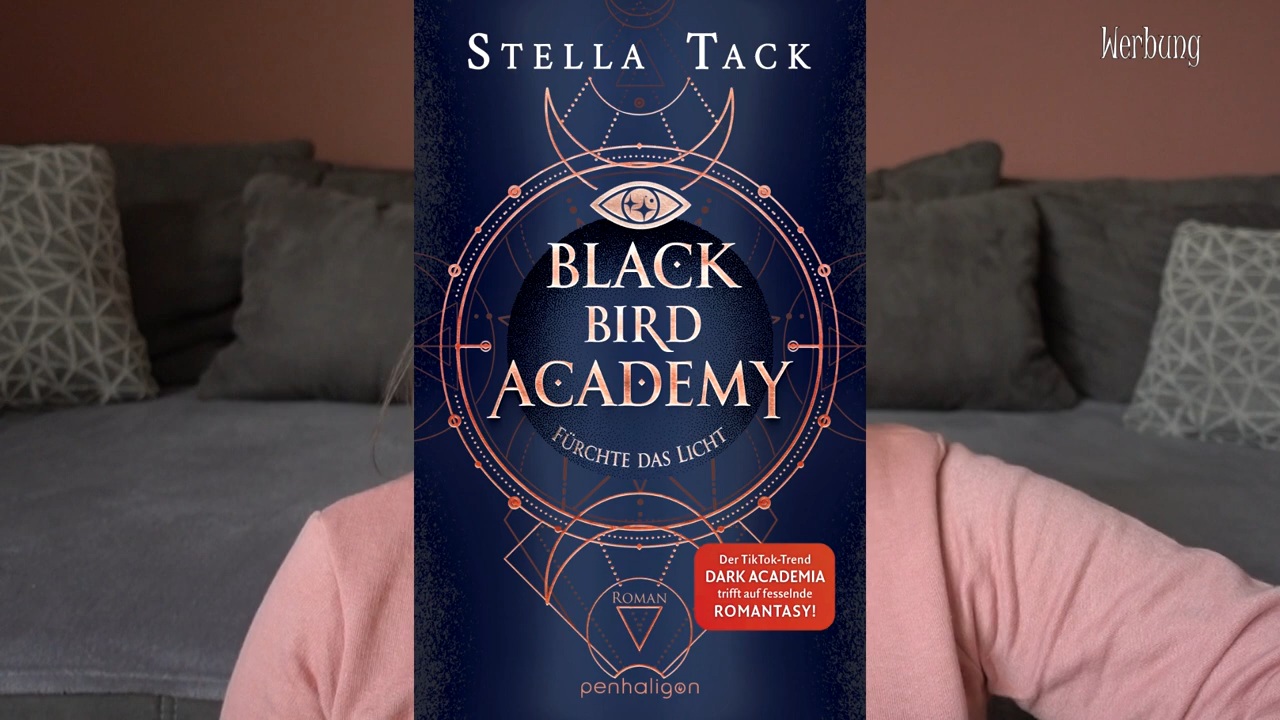 Werbung
STELLA TACK
BLACK
BIRD
ACADEMY
FÜRCHTE DAS LICHT
Der TikTok-Trend
DARK ACADEMIA
trifft auf fesselnde
ROMANTASY!
ROMAN
penhaligon